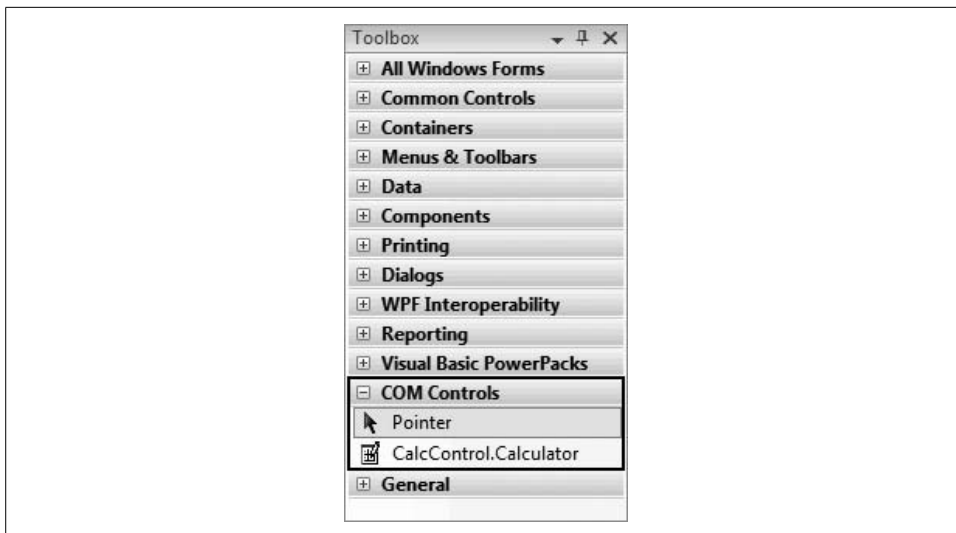 Toolbox
All Windows Forms
Common Controls
Containers
Menus & Toolbars
Data
Components
Printing
Dialogs
WPF Interoperability
Reporting
Visual Basic PowerPacks
COM Controls
Pointer
CalcControl.Calculator
General